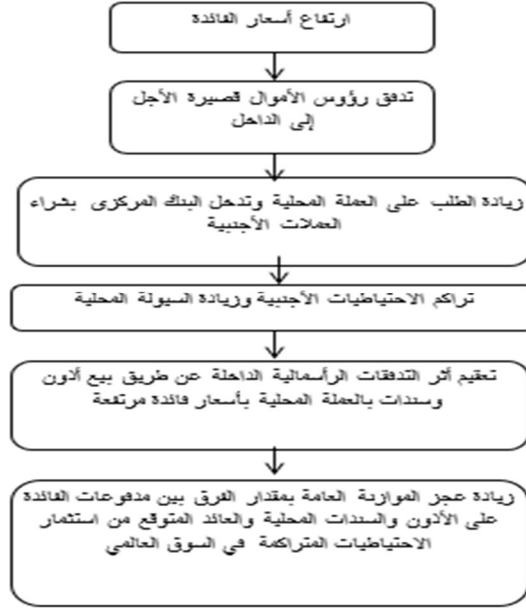 ارتفاع أسعار الفائدة
تدفق رؤوس الأموال قصيرة الأجل
إلى الداخل
زيادة الطلب على العملة المحلية وتدخل البنك المركزى بشراء
العملات الأجنبية
تراكم الاحتياطيات الأجنبية وزيادة السيولة المحلية
تعقيم أثر التدفقات الرأسمالية الداخلة عن طريق بيع أذون
وسندات بالعملة المحلية بأسعار فائدة مرتفعة
زيادة عجز الموازنة العامة بمقدار الفرق بين مدفوعات الفائدة
على الأذون والسندات المحلية والعائد المتوقع من استثمار
الاحتياطيات المتراكمة في السوق العالمي